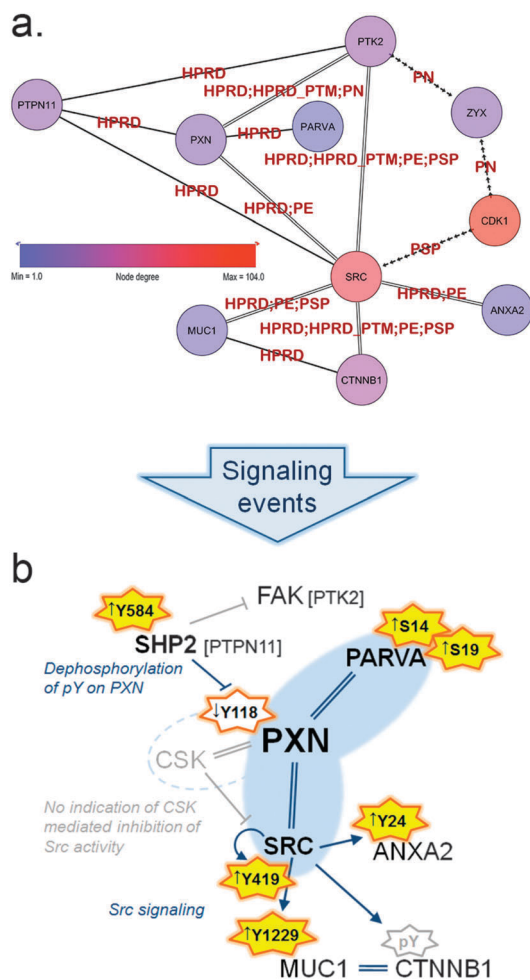 a.
PTK2
HPRD
PN
PTPN11
HPRD;HPRD_PTM;PN
ZYX
HPRD
PXN
HPRD
PARVA
HPRD;HPRD_PTM;PE;PSP
PN
HPRD
HPRD;PE
CDK1
PSP
Min = 1.0
Node degree
Max = 104.0
SRC
HPRD;PE;PSP
HPRD;PE
MUC1
HPRD;HPRD_PTM;PE;PSP
ANXA2
HPRD
CTNNB1
Signaling
events
b
↑Y584
FAK [PTK2]
↑S14
SHP2 [PTPN11]
PARVA
↑S19
Dephosphorylation
of pY on PXN
↓Y118
PXN
CSK
No indication of CSK
mediated inhibition of
Src activity
↑Y24
SRC
ANXA2
↑Y419
Src signaling
↑Y1229
pY
MUC1 = CTNNB1